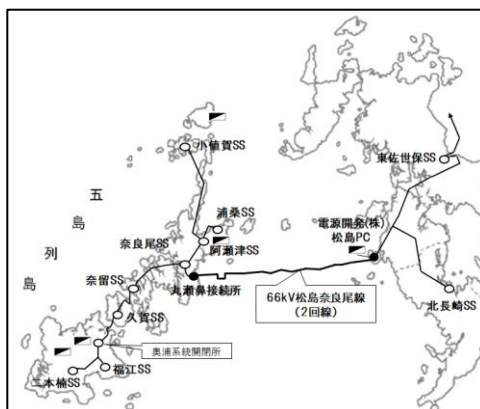 小値賀SS
東佐世保SS
五島列島
浦桑SS
奈良尾SS
阿瀬津SS
電源開発(株)
松島PC
奈留SS
丸瀬鼻接続所
66kV松島奈良尾線
(2回線)
北長崎SS
久賀SS
奥浦系統開閉所
二本楠SS
福江SS